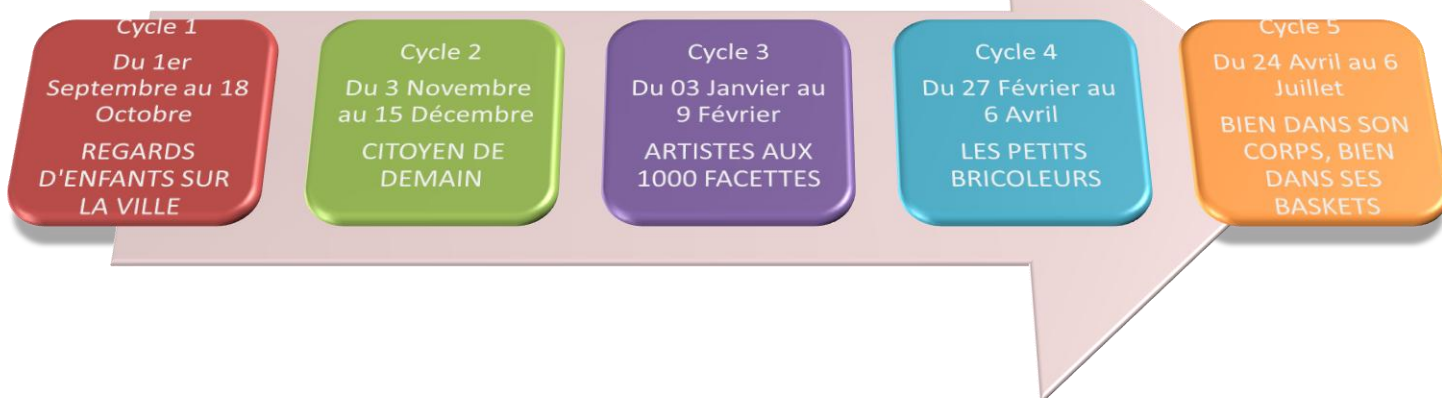 Cycle 1
Du 1er
Septembre au 18
Octobre
REGARDS
D'ENFANTS SUR
LA VILLE
Cycle 2
Du 3 Novembre
au 15 Décembre
CITOYEN DE
DEMAIN
Cycle 3
Du 03 Janvier au
9 Février
ARTISTES AUX
1000 FACETTES
Cycle 4
Du 27 Février au
6 Avril
LES PETITS
BRICOLEURS
Cycle 5
Du 24 Avril au 6
Juillet
BIEN DANS SON
CORPS, BIEN
DANS SES
BASKETS